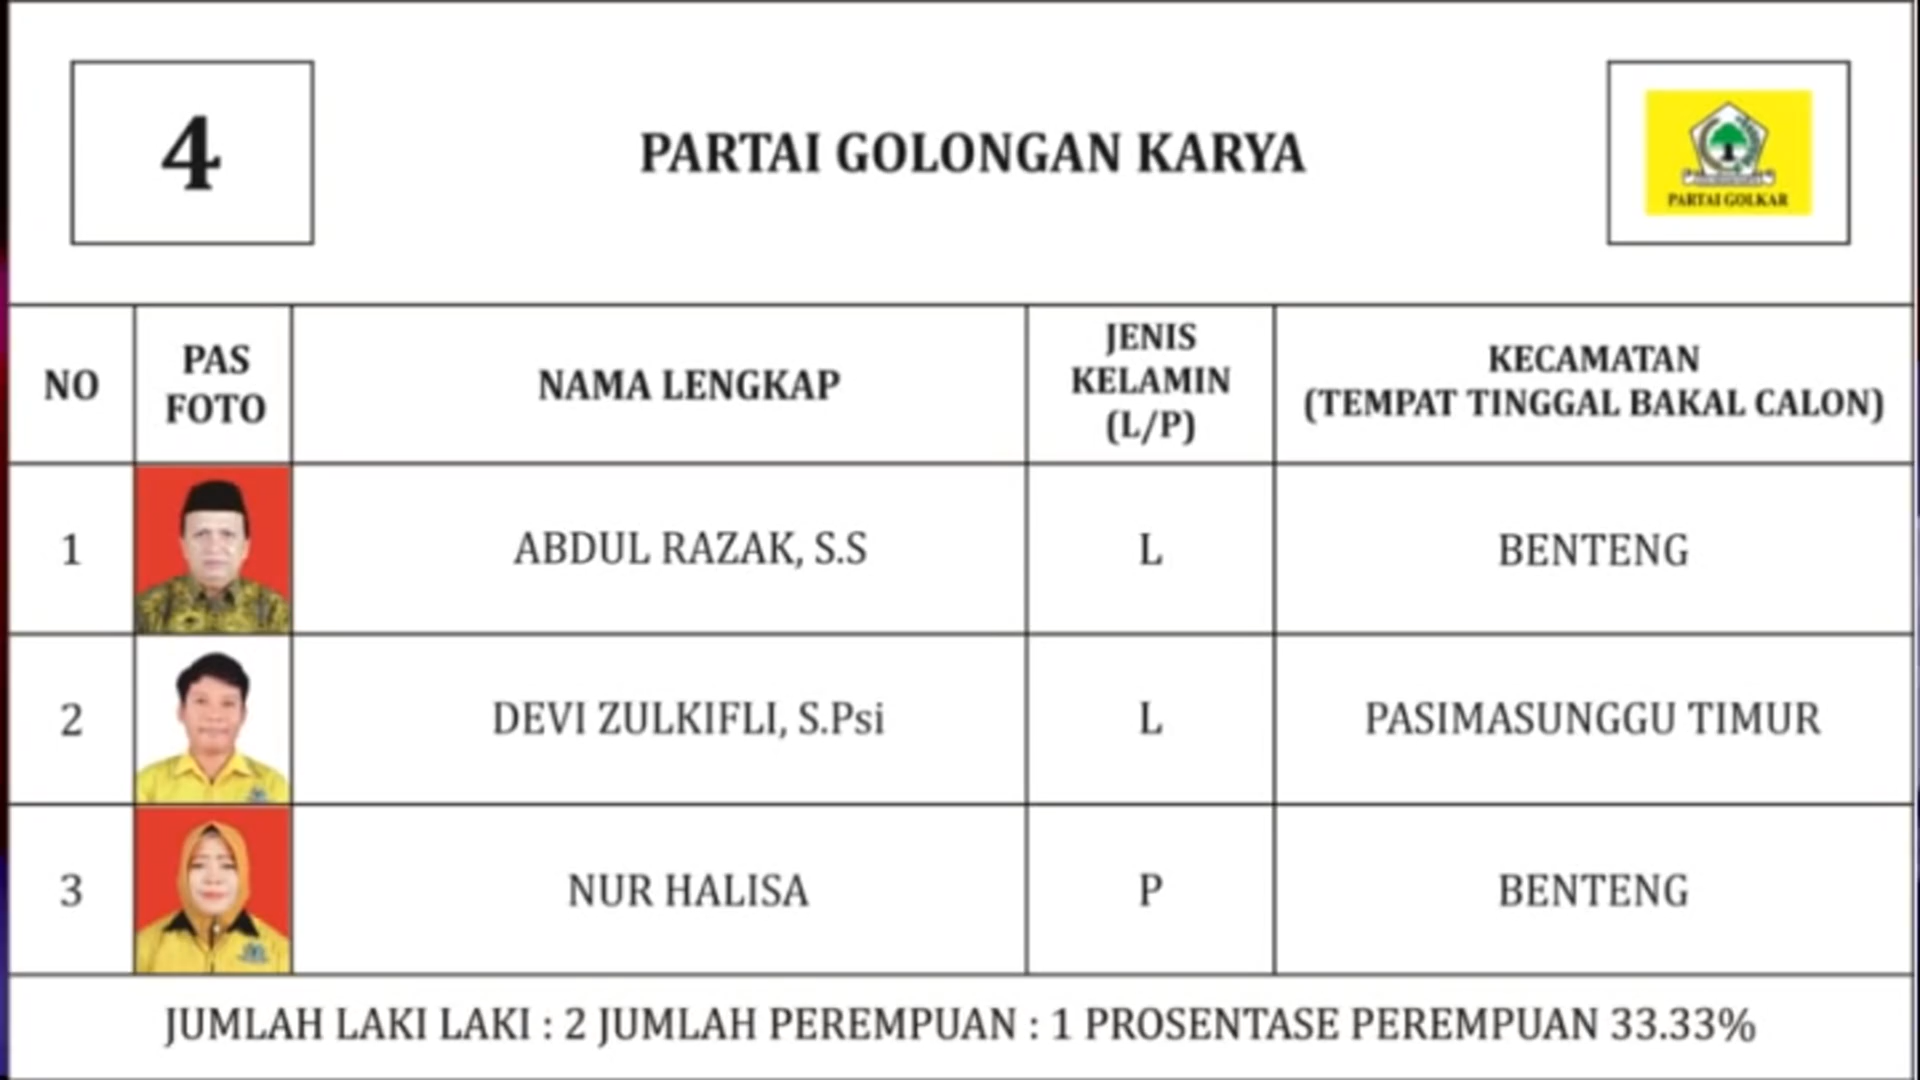 4
PARTAI GOLONGAN KARYA
PARTAI GOLKAR
NO
PAS
FOTO
NAMA LENGKAP
JENIS
KELAMIN
(L/P)
KECAMATAN
(TEMPAT TINGGAL BAKAL CALON)
1 ABDUL RAZAK, S.S L BENTENG
2 DEVI ZULKIFLI, S.Psi L PASIMASUNGGU TIMUR
3 NUR HALISA P BENTENG
JUMLAH LAKI LAKI : 2 JUMLAH PEREMPUAN : 1 PROSENTASE PEREMPUAN 33.33%